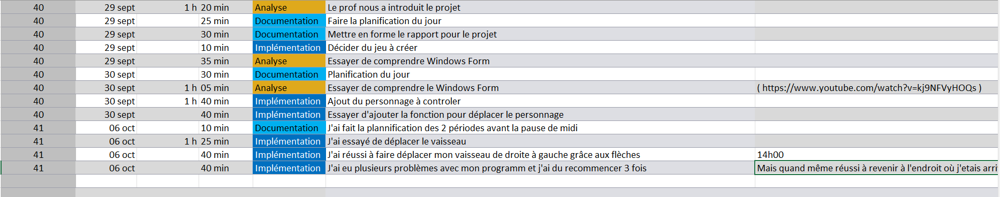 40 29 sept 1 h 20 min Analyse Le prof nous a introduit le projet
40 29 sept 25 min Documentation Faire la planification du jour
40 29 sept 30 min Documentation Mettre en forme le rapport pour le projet
40 29 sept 10 min Implémentation Décider du jeu à créer
40 29 sept 35 min Analyse Essayer de comprendre Windows Form
40 30 sept 30 min Documentation Planification du jour
40 30 sept 1 h 05 min Analyse Essayer de comprendre le Windows Form ( https://www.youtube.com/watch?v=kj9NFVyHOQs )
40 30 sept 1 h 40 min Implémentation Ajout du personnage à controler
40 30 sept 40 min Implémentation Essayer d'ajouter la fonction pour déplacer le personnage
41 06 oct 10 min Documentation J'ai fait la plannification des 2 périodes avant la pause de midi
41 06 oct 1 h 25 min Implémentation J'ai essayé de déplacer le vaisseau
41 06 oct 40 min Implémentation J'ai réussi à faire déplacer mon vaisseau de droite à gauche grâce aux flèches 14h00
41 06 oct 40 min Implémentation J'ai eu plusieurs problèmes avec mon programm et j'ai du recommencer 3 fois Mais quand même réussi à revenir à l'endroit où j'etais arri